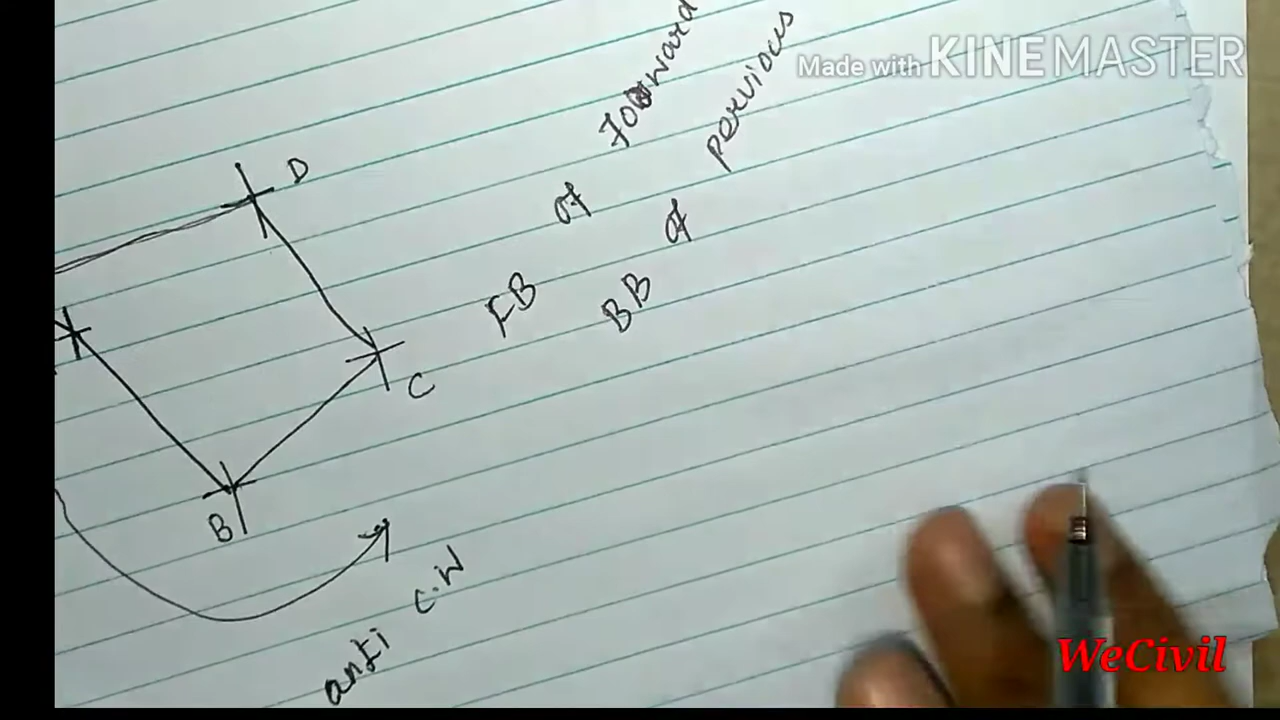 Made with KINEMASTER
D
FB of Forward
BB of pervious
C
B
anti C.W
WeCivil